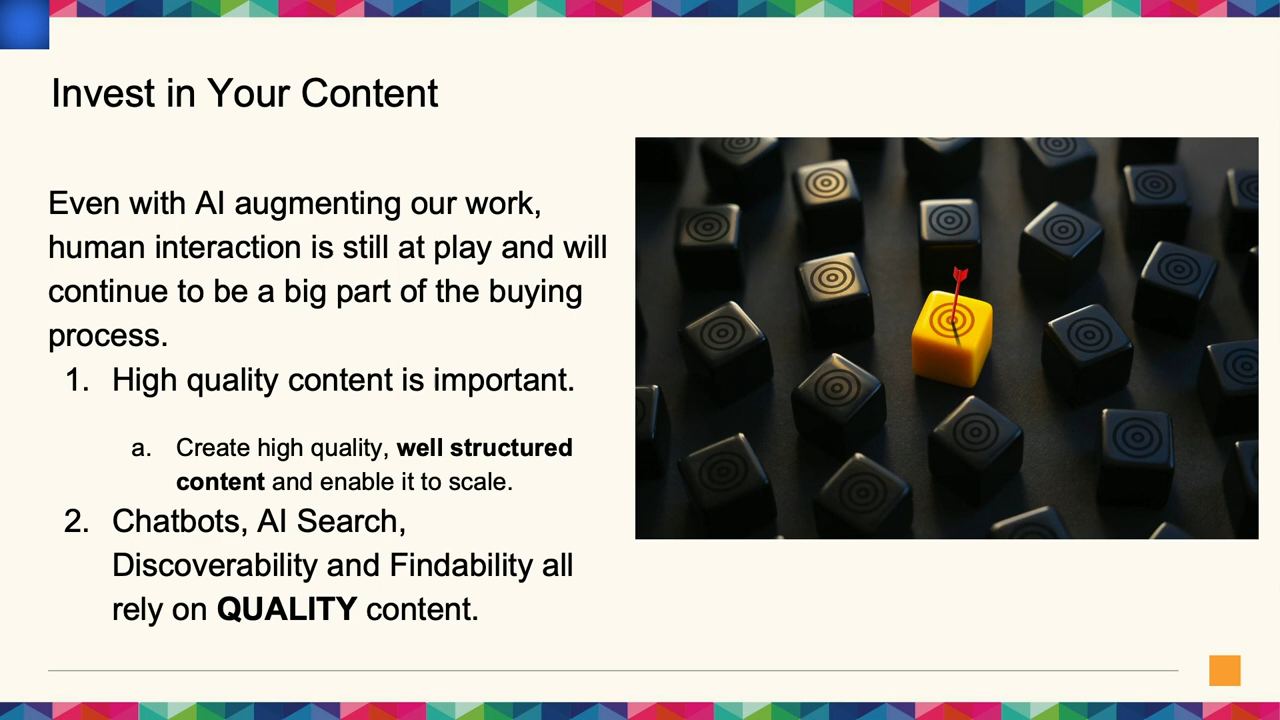 Invest in Your Content
Even with AI augmenting our work,
human interaction is still at play and will
continue to be a big part of the buying
process.
1. High quality content is important.
a. Create high quality, well structured
content and enable it to scale.
2. Chatbots, AI Search,
Discoverability and Findability all
rely on QUALITY content.